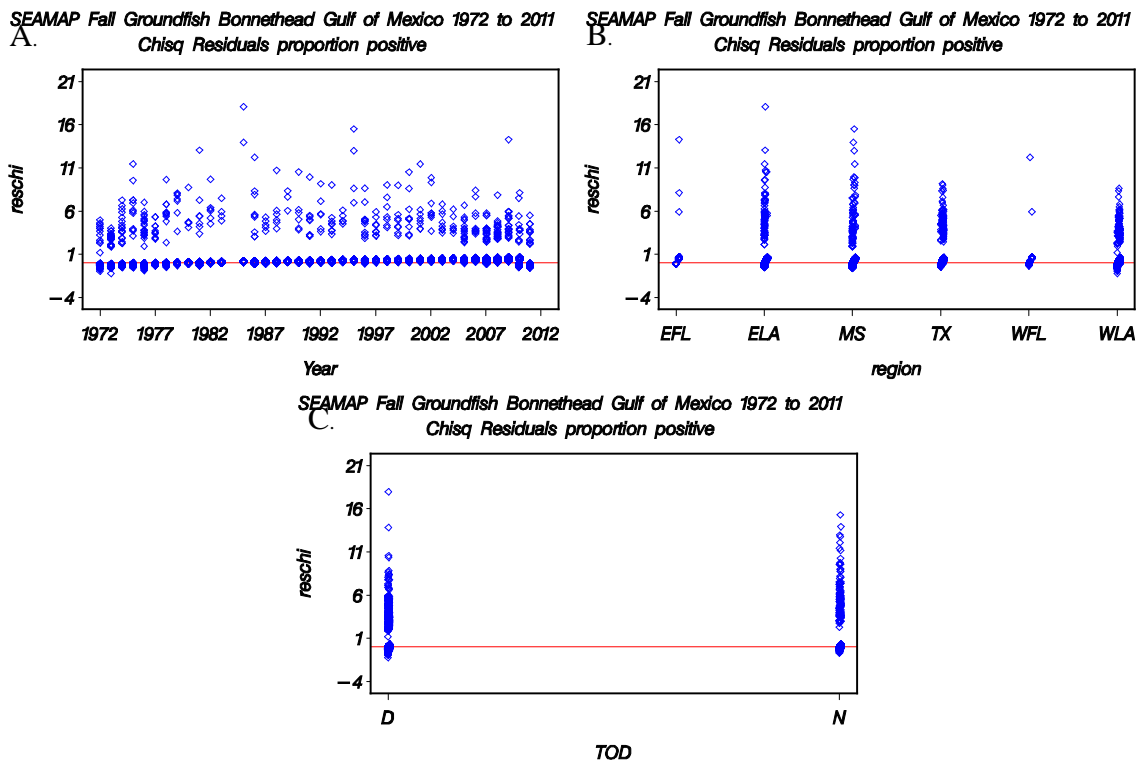 SEAMAP Fall Groundfish Bonnethead Gulf of Mexico 1972 to 2011
A.
Chisq Residuals proportion positive
21
16
11
6
1
−4
reschi
1972 1977 1982 1987 1992 1997 2002 2007 2012
Year
SEAMAP Fall Groundfish Bonnethead Gulf of Mexico 1972 to 2011
B.
Chisq Residuals proportion positive
21
16
11
6
1
−4
reschi
EFL ELA MS TX WFL WLA
region
SEAMAP Fall Groundfish Bonnethead Gulf of Mexico 1972 to 2011
C.
Chisq Residuals proportion positive
21
16
11
6
1
−4
reschi
D N
TOD